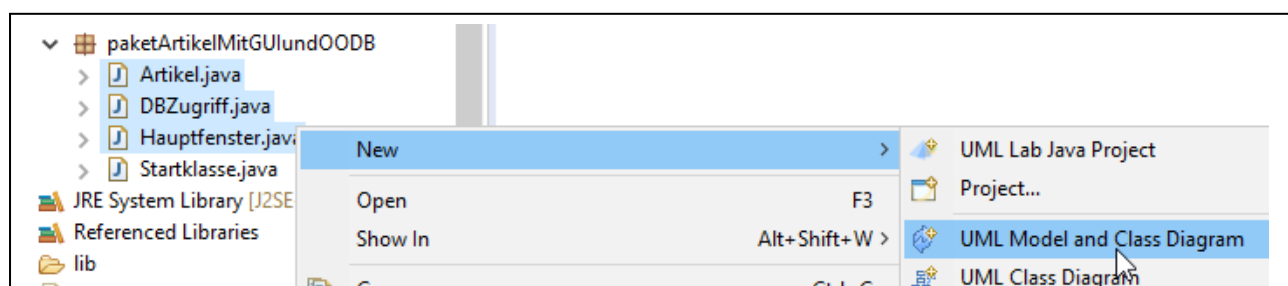 paketArtikelMitGUIundOODB
Artikel.java
DBZugriff.java
Hauptfenster.java
Startklasse.java
JRE System Library [J2SE-
Referenced Libraries
lib
New
Open F3
Show In Alt+Shift+W >
UML Lab Java Project
Project...
UML Model and Class Diagram
UML Class Diagram